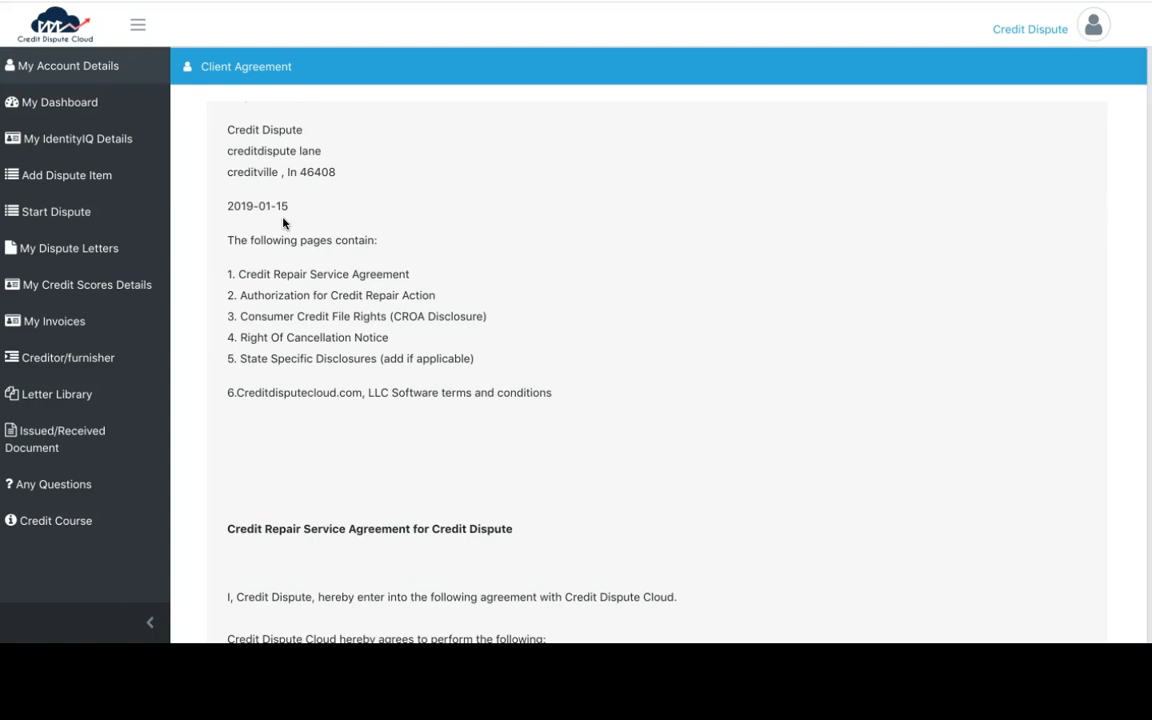 Credit Dispute Cloud
Credit Dispute
My Account Details
My Dashboard
My IdentityIQ Details
Add Dispute Item
Start Dispute
My Dispute Letters
My Credit Scores Details
My Invoices
Creditor/furnisher
Letter Library
Issued/Received
Document
Any Questions
Credit Course
Client Agreement
Credit Dispute
creditdispute lane
creditville , In 46408
2019-01-15
The following pages contain:
1. Credit Repair Service Agreement
2. Authorization for Credit Repair Action
3. Consumer Credit File Rights (CROA Disclosure)
4. Right Of Cancellation Notice
5. State Specific Disclosures (add if applicable)
6.Creditdisputecloud.com, LLC Software terms and conditions
Credit Repair Service Agreement for Credit Dispute
I, Credit Dispute, hereby enter into the following agreement with Credit Dispute Cloud.
Credit Dispute Cloud hereby agrees to perform the following: